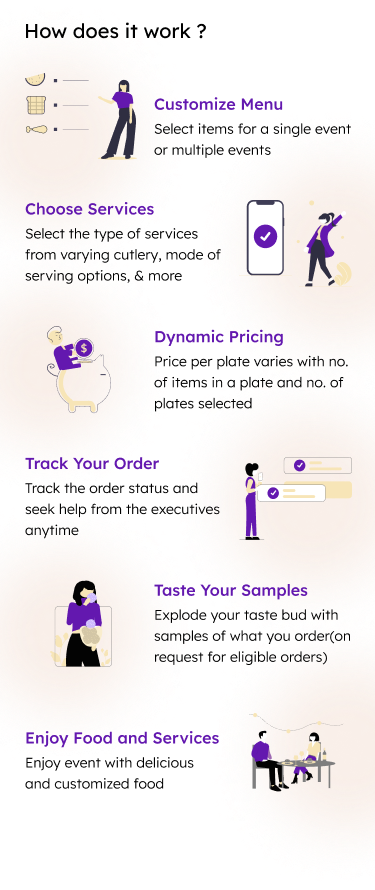 How does it work ?
Customize Menu
Select items for a single event
or multiple events
Choose Services
Select the type of services
from varying cutlery, mode of
serving options, & more
$
Dynamic Pricing
Price per plate varies with no.
of items in a plate and no. of
plates selected
Track Your Order
Track the order status and
seek help from the executives
anytime
Taste Your Samples
Explode your taste bud with
samples of what you order(on
request for eligible orders)
Enjoy Food and Services
Enjoy event with delicious
and customized food